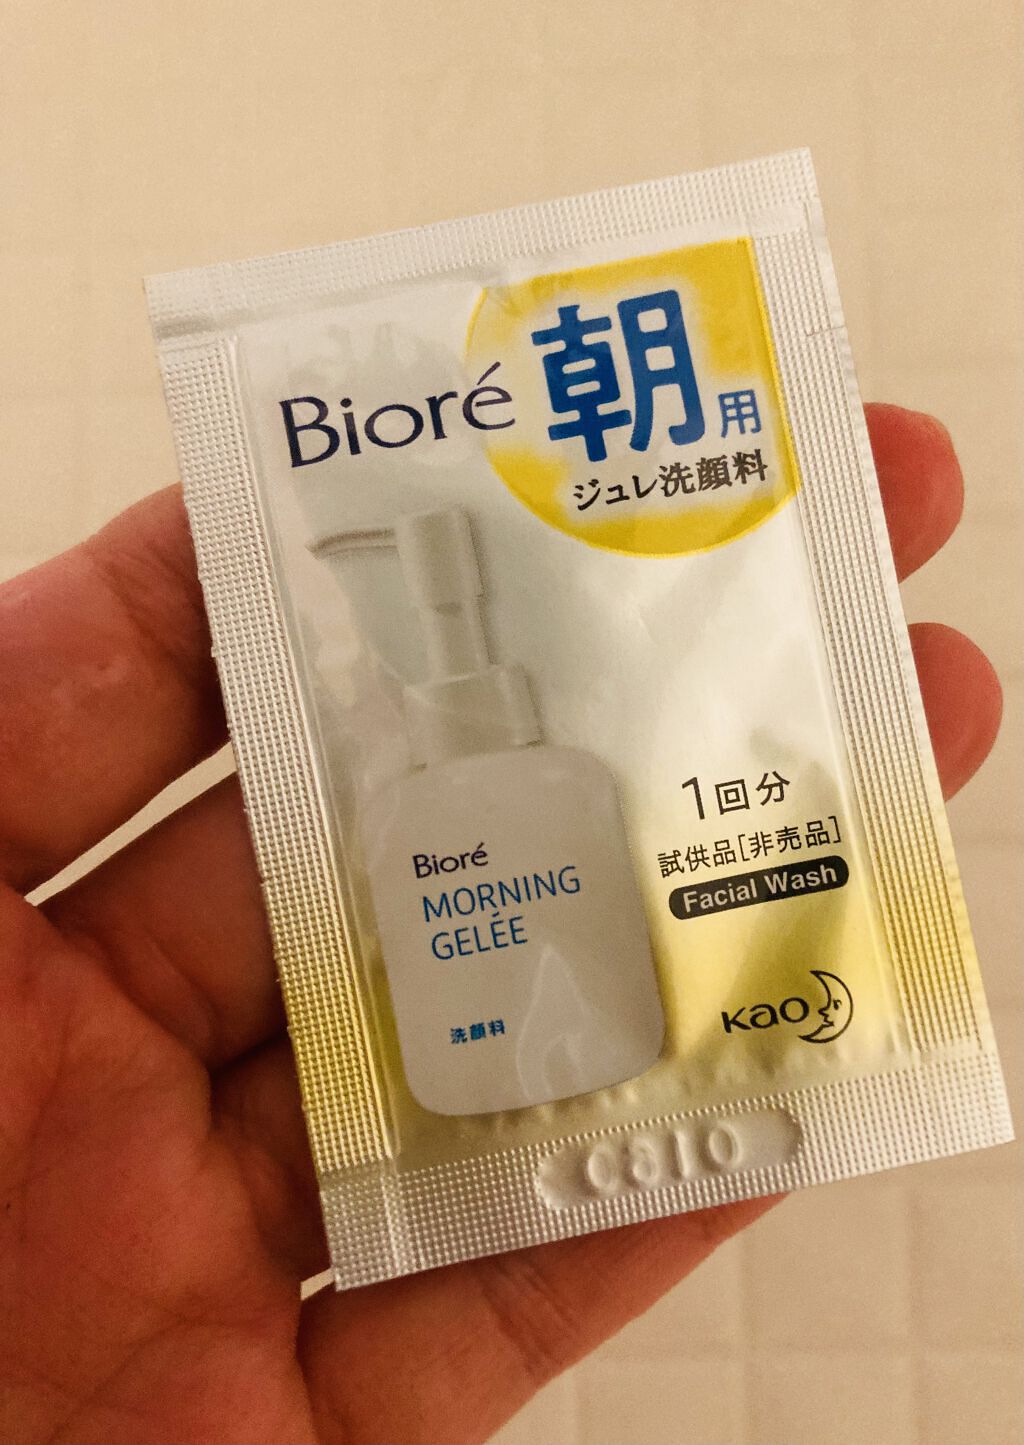 Bioré
朝用
ジュレ洗顔料
1回分
試供品[非売品]
Facial Wash
Bioré
MORNING
GELÉE
洗顔料
Kao